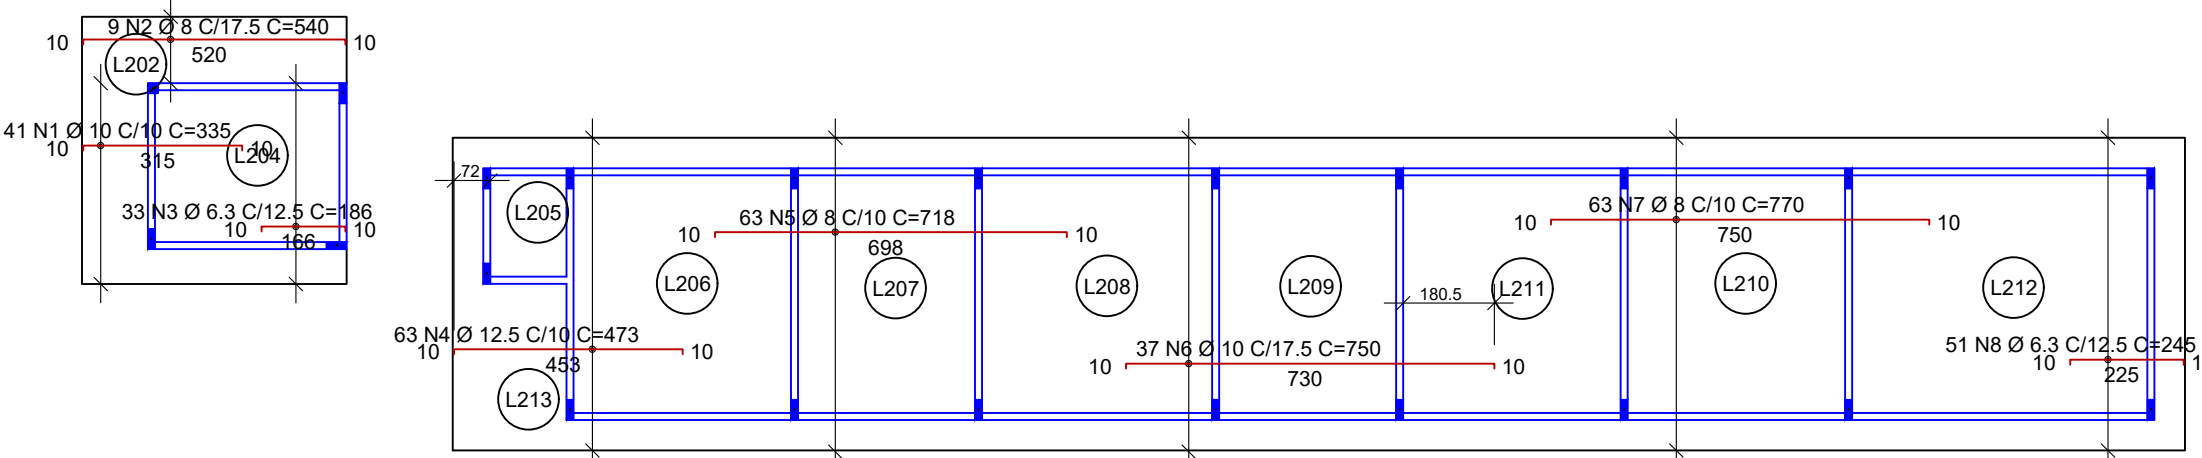 9 N2 Ø 8 C/17.5 C=540
10
10
520
L202
41 N1 Ø 10 C/10 C=335
10
10
315
L204
33 N3 Ø 6.3 C/12.5 C=186
10
10
166
72
L205
63 N5 Ø 8 C/10 C=718
10
10
698
63 N7 Ø 8 C/10 C=770
10
10
750
L206
L207
L208
L209
L211
L210
L212
180.5
63 N4 Ø 12.5 C/10 C=473
10
10
453
37 N6 Ø 10 C/17.5 C=750
10
10
730
51 N8 Ø 6.3 C/12.5 C=245
10
1
225
L213